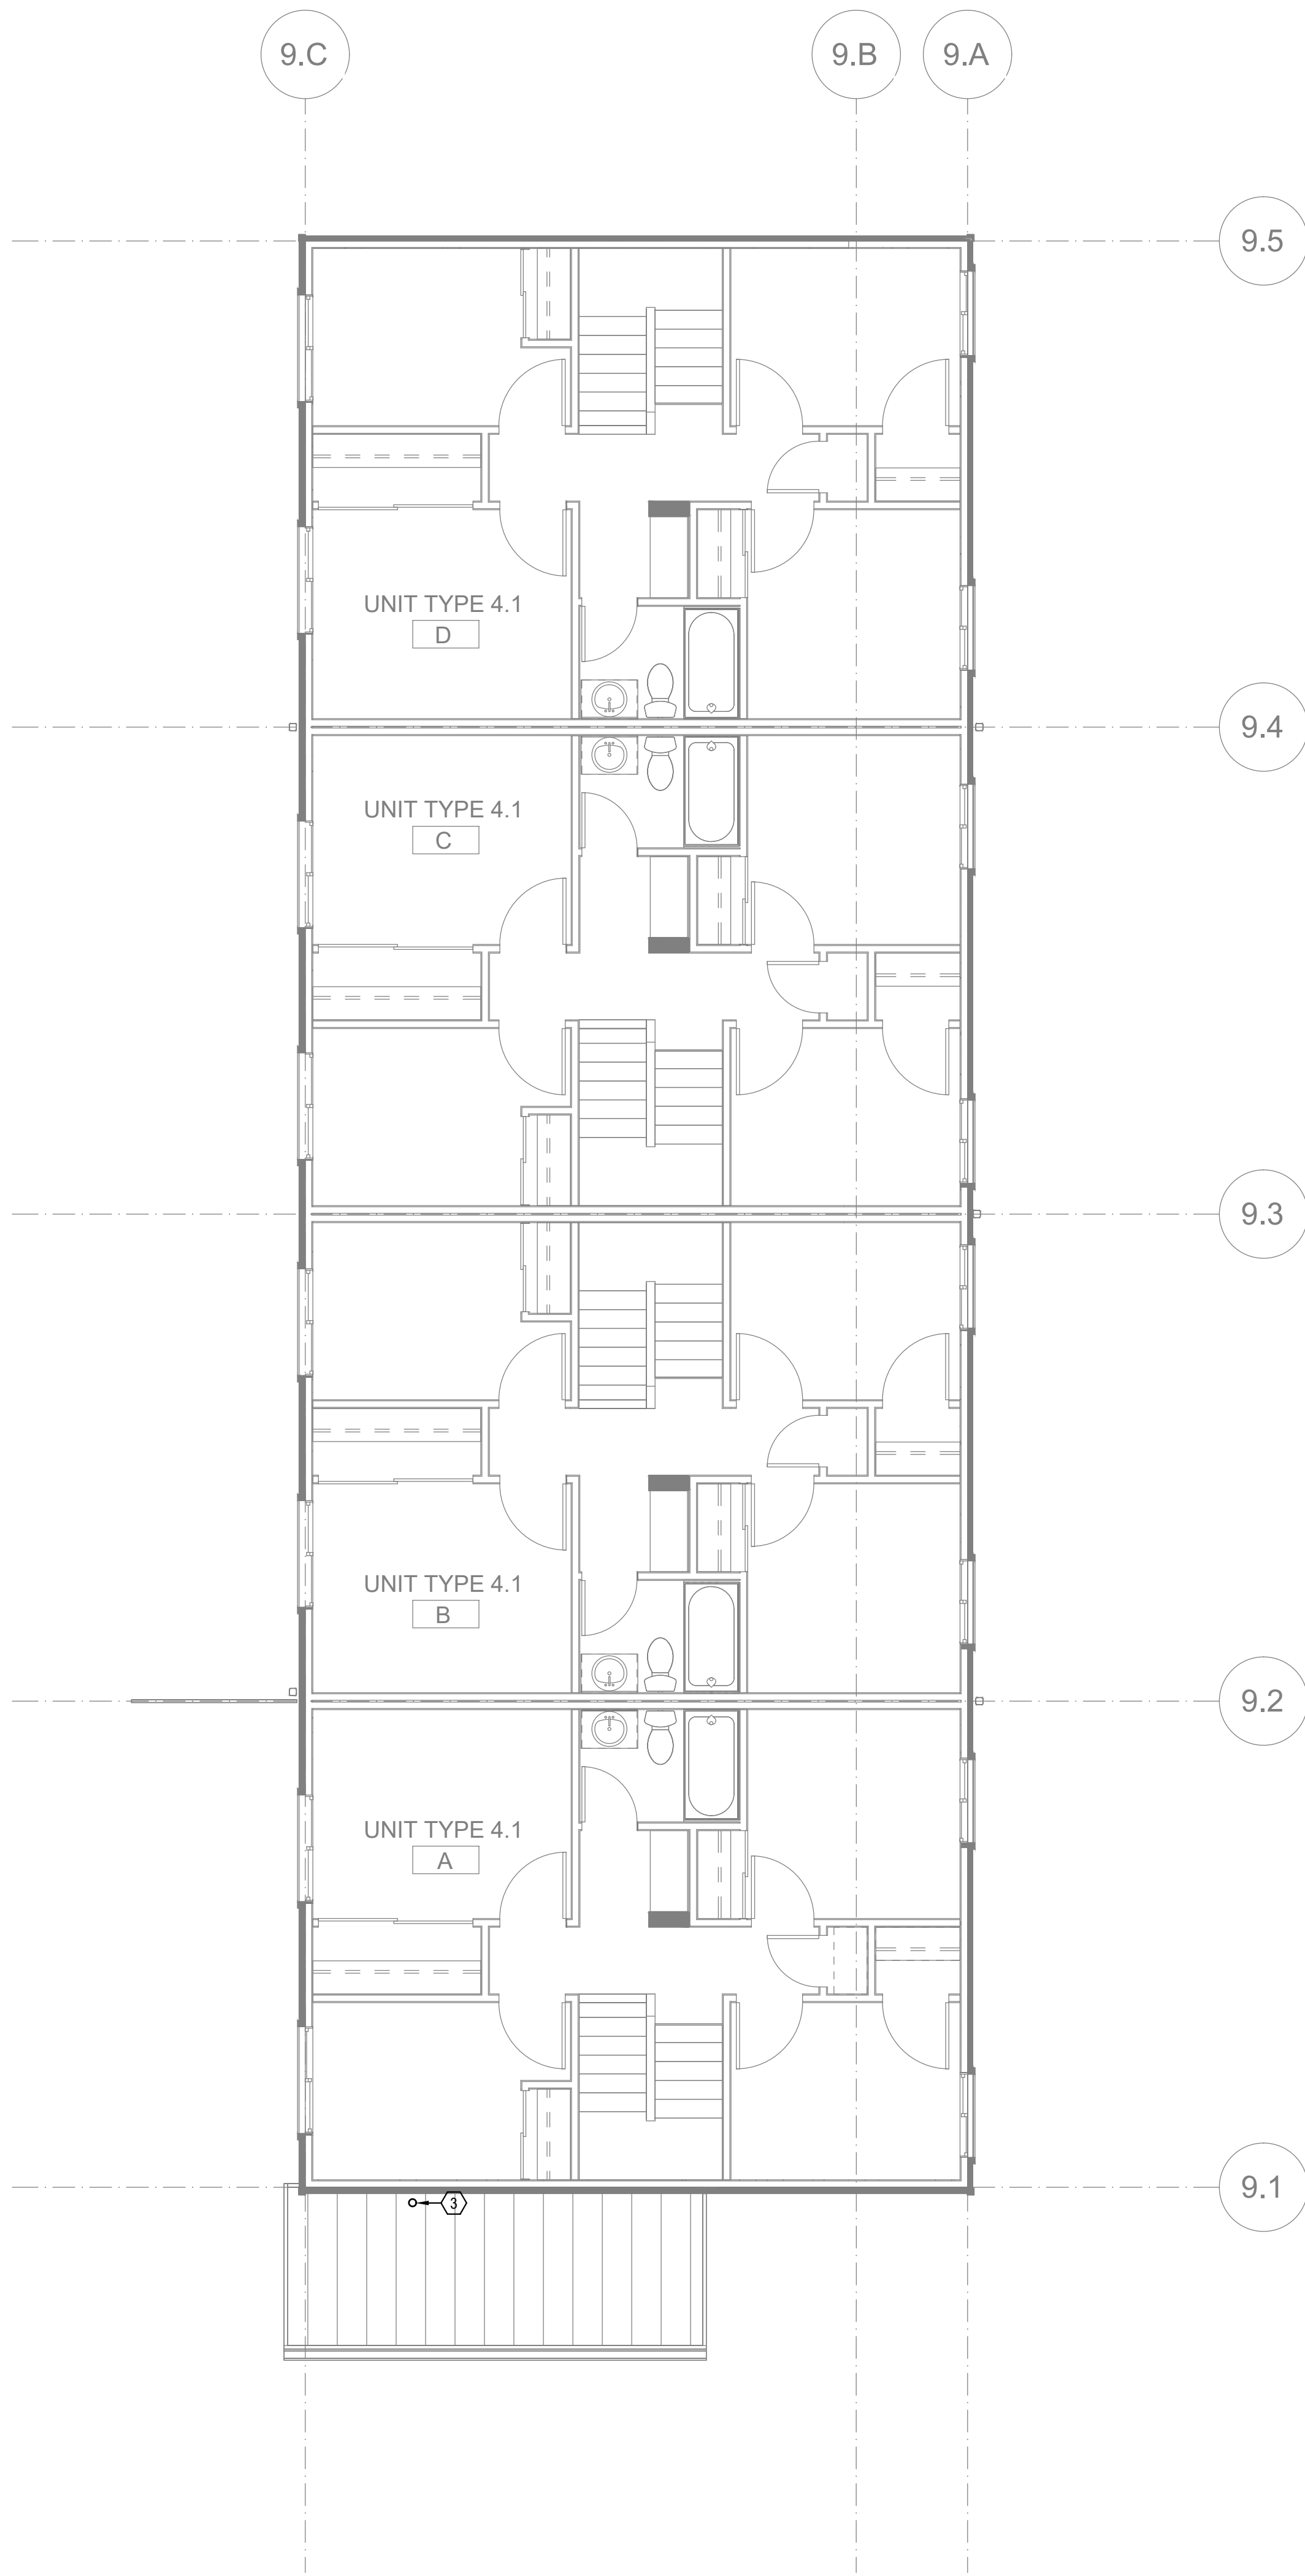 9.C
9.B
9.A
9.5
UNIT TYPE 4.1
D
9.4
UNIT TYPE 4.1
C
9.3
UNIT TYPE 4.1
B
9.2
UNIT TYPE 4.1
A
9.1
3